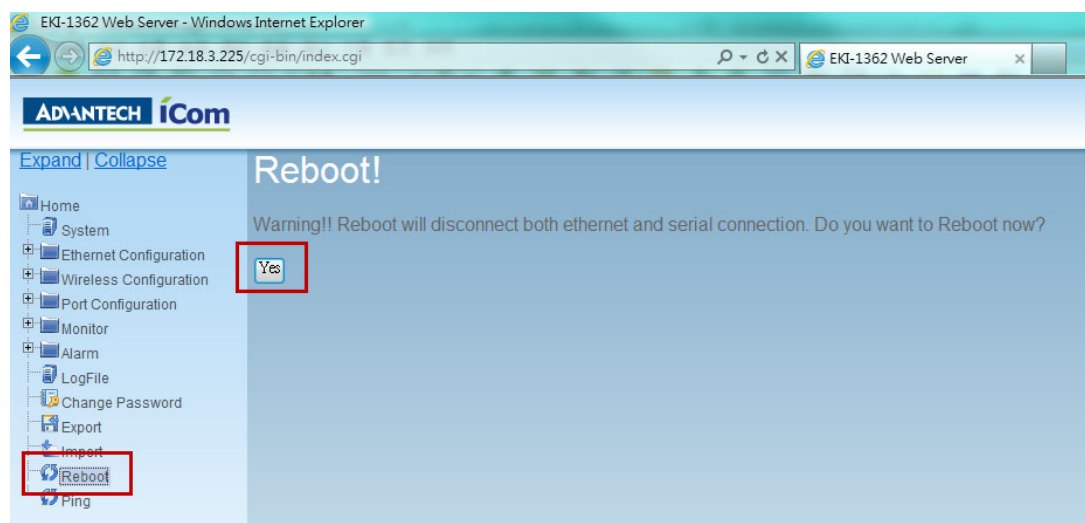 EKI-1362 Web Server - Windows Internet Explorer
http://172.18.3.225/cgi-bin/index.cgi
EKI-1362 Web Server
ADVANTECH iCom
Expand | Collapse
Reboot!
Home
System
Warning!! Reboot will disconnect both ethernet and serial connection. Do you want to Reboot now?
Ethernet Configuration
Yes
Wireless Configuration
Port Configuration
Monitor
Alarm
LogFile
Change Password
Export
Import
Reboot
Ping